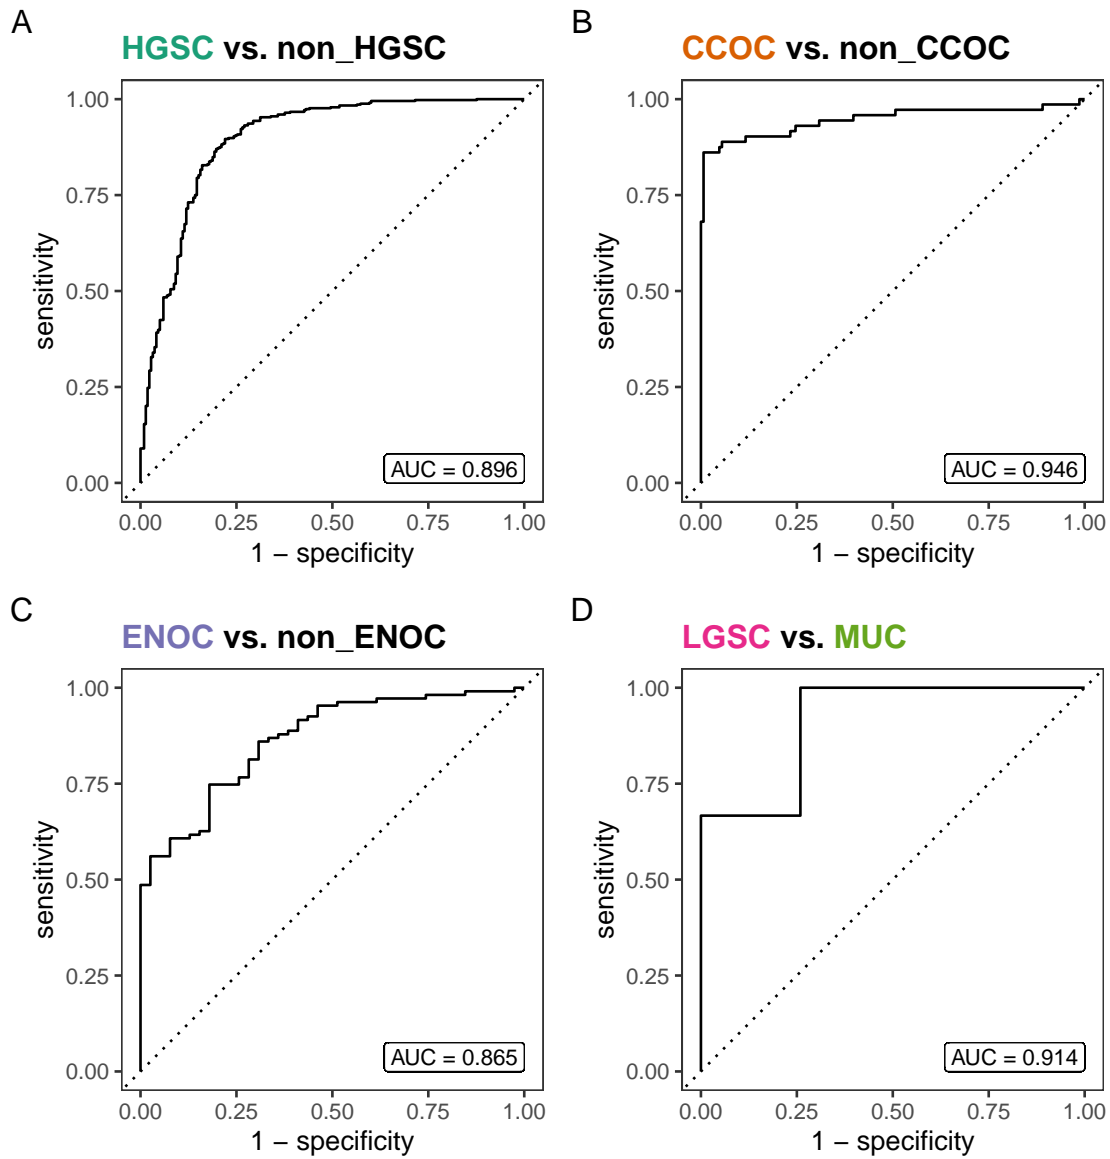 A
HGSC vs. non_HGSC
1.00
0.75
0.50
0.25
0.00
sensitivity
AUC = 0.896
0.00 0.25 0.50 0.75 1.00
1 − specificity
B
CCOC vs. non_CCOC
1.00
0.75
0.50
0.25
0.00
sensitivity
AUC = 0.946
0.00 0.25 0.50 0.75 1.00
1 − specificity
C
ENOC vs. non_ENOC
1.00
0.75
0.50
0.25
0.00
sensitivity
AUC = 0.865
0.00 0.25 0.50 0.75 1.00
1 − specificity
D
LGSC vs. MUC
1.00
0.75
0.50
0.25
0.00
sensitivity
AUC = 0.914
0.00 0.25 0.50 0.75 1.00
1 − specificity